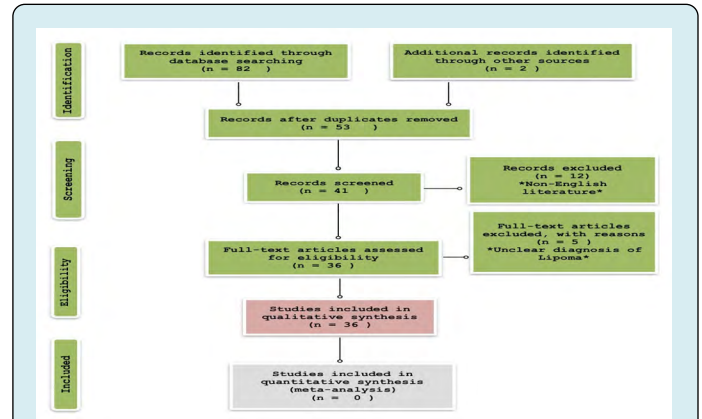 Identification
Records identified through
database searching
(n = 82 )
Additional records identified
through other sources
(n = 2 )
Records after duplicates removed
(n = 53 )
Screening
Records screened
(n = 41 )
Records excluded
(n = 12)
*Non-English
literature*
Eligibility
Full-text articles assessed
for eligibility
(n = 36 )
Full-text articles
excluded, with reasons
(n = 5 )
*Unclear diagnosis of
Lipoma*
Studies included in
qualitative synthesis
(n = 36 )
Included
Studies included in
quantitative synthesis
(meta-analysis)
(n = 0 )